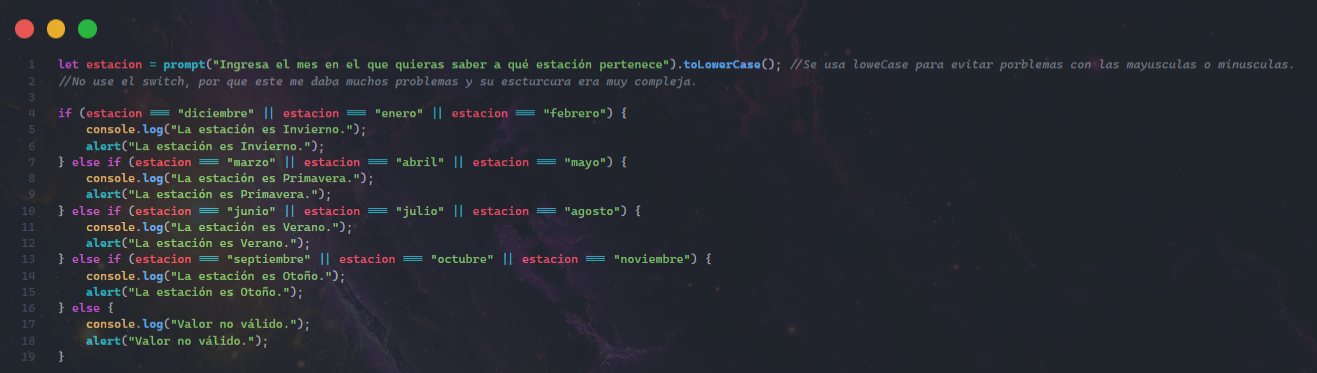 1 let estacion = prompt("Ingresa el mes en el que quieras saber a qué estación pertenece").toLowerCase(); //Se usa loweCase para evitar porblemas con las mayusculas o minusculas.
2 //No use el switch, por que este me daba muchos problemas y su escturcura era muy compleja.
3
4 if (estacion === "diciembre" || estacion === "enero" || estacion === "febrero") {
5     console.log("La estación es Invierno.");
6     alert("La estación es Invierno.");
7 } else if (estacion === "marzo" || estacion === "abril" || estacion === "mayo") {
8     console.log("La estación es Primavera.");
9     alert("La estación es Primavera.");
10 } else if (estacion === "junio" || estacion === "julio" || estacion === "agosto") {
11     console.log("La estación es Verano.");
12     alert("La estación es Verano.");
13 } else if (estacion === "septiembre" || estacion === "octubre" || estacion === "noviembre") {
14     console.log("La estación es Otoño.");
15     alert("La estación es Otoño.");
16 } else {
17     console.log("Valor no válido.");
18     alert("Valor no válido.");
19 }